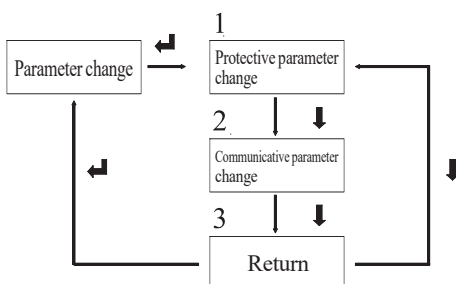 1
Parameter change
Protective parameter
change
2
Communicative parameter
change
3
Return